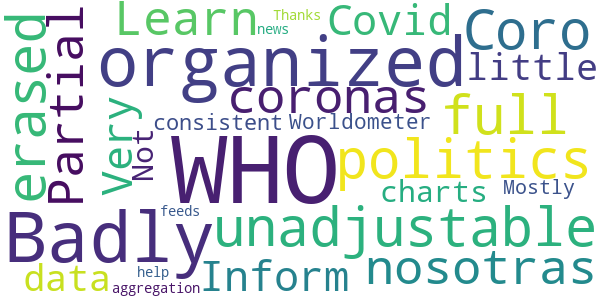 erased
Partial
Learn
Thanks
news
Covid
Coro
organized
little
coronas
full
Very
Not
consistent
Worldometer
WHO
politics
charts
Mostly
Badly
feeds
unadjustable
data
help
aggregation
Inform
nosotras